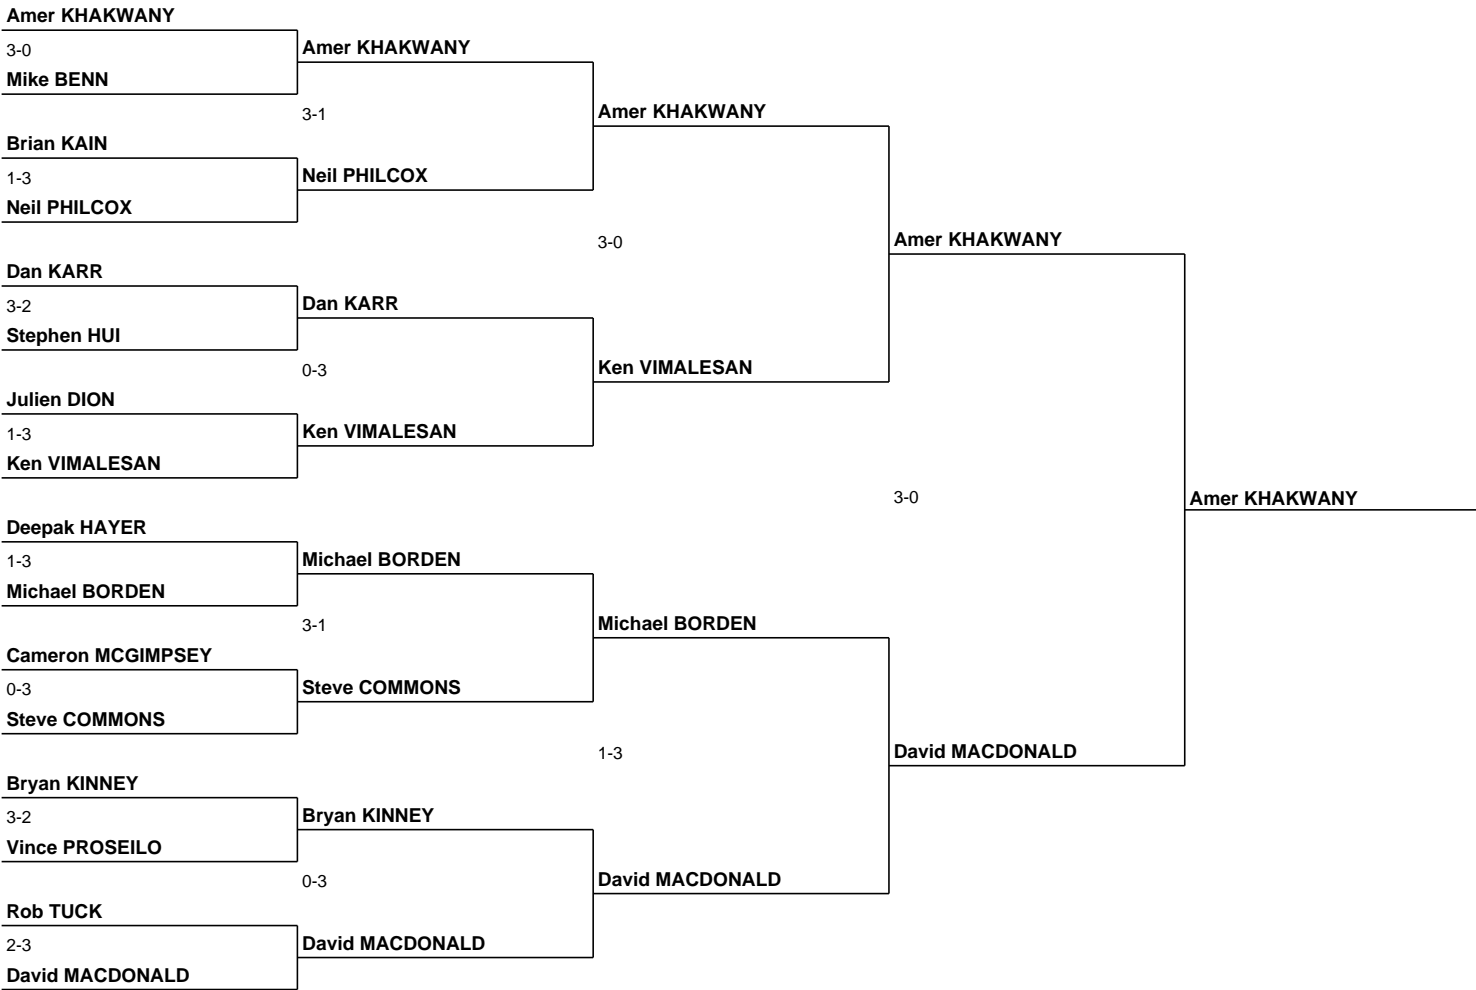 Amer KHAKWANY
3-0
Mike BENN
Brian KAIN
1-3
Neil PHILCOX
Dan KARR
3-2
Stephen HUI
Julien DION
1-3
Ken VIMALESAN
Deepak HAYER
1-3
Michael BORDEN
Cameron MCGIMPSEY
0-3
Steve COMMONS
Bryan KINNEY
3-2
Vince PROSEILO
Rob TUCK
2-3
David MACDONALD
Amer KHAKWANY
3-1
Neil PHILCOX
Dan KARR
0-3
Ken VIMALESAN
Michael BORDEN
3-1
Steve COMMONS
Bryan KINNEY
0-3
David MACDONALD
Amer KHAKWANY
3-0
Ken VIMALESAN
Michael BORDEN
1-3
David MACDONALD
Amer KHAKWANY
3-0
David MACDONALD
Amer KHAKWANY